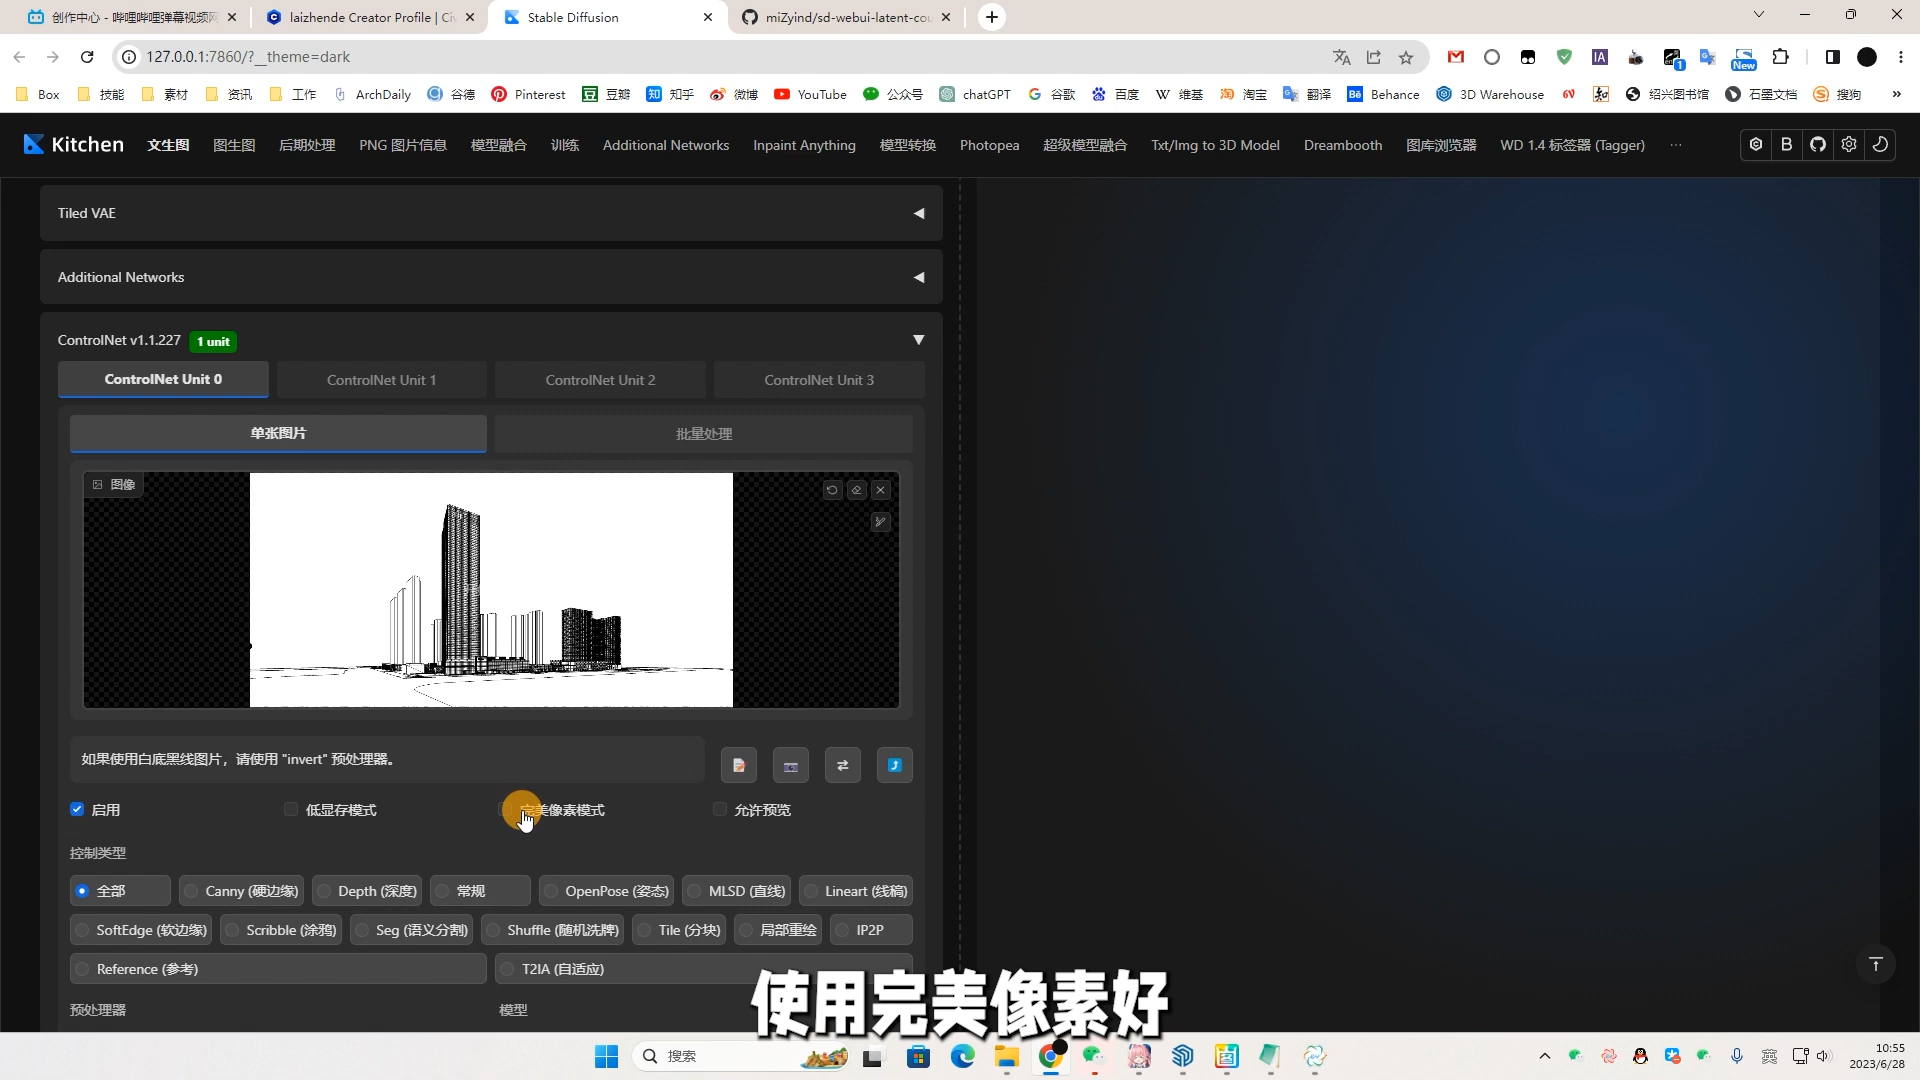 创作中心 - 哔哩哔哩弹幕视频网
laizhende Creator Profile | Civ
Stable Diffusion
miZyind/sd-webui-latent-cou
127.0.0.1:7860/?__theme=dark
IA
1
New
Box
技能
素材
资讯
工作
ArchDaily
谷德
Pinterest
豆瓣
知乎
微博
YouTube
公众号
chatGPT
谷歌
百度
维基
淘宝
翻译
Behance
3D Warehouse
绍兴图书馆
石墨文档
搜狗
»
Kitchen
文生图
图生图
后期处理
PNG 图片信息
模型融合
训练
Additional Networks
Inpaint Anything
模型转换
Photopea
超级模型融合
Txt/Img to 3D Model
Dreambooth
图库浏览器
WD 1.4 标签器 (Tagger)
...
B
Tiled VAE
Additional Networks
ControlNet v1.1.227
1 unit
ControlNet Unit 0
ControlNet Unit 1
ControlNet Unit 2
ControlNet Unit 3
单张图片
批量处理
图像
如果使用白底黑线图片，请使用 "invert" 预处理器。
启用
低显存模式
完美像素模式
允许预览
控制类型
全部
Canny (硬边缘)
Depth (深度)
常规
OpenPose (姿态)
MLSD (直线)
Lineart (线稿)
SoftEdge (软边缘)
Scribble (涂鸦)
Seg (语义分割)
Shuffle (随机洗牌)
Tile (分块)
局部重绘
IP2P
Reference (参考)
T2IA (自适应)
预处理器
模型
使用完美像素好
搜索
英
10:55
2023/6/28